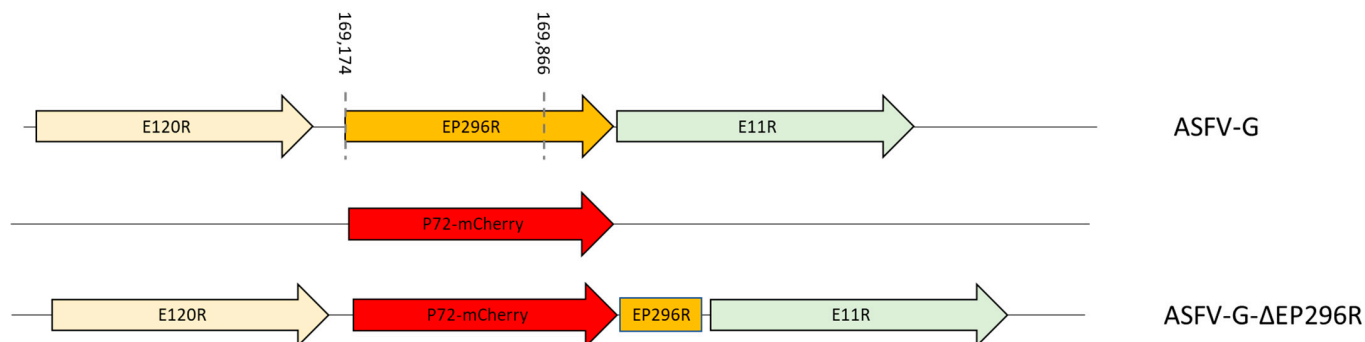 169,174
169,866
E120R
EP296R
E11R
ASFV-G
P72-mCherry
E120R
P72-mCherry
EP296R
E11R
ASFV-G-ΔEP296R